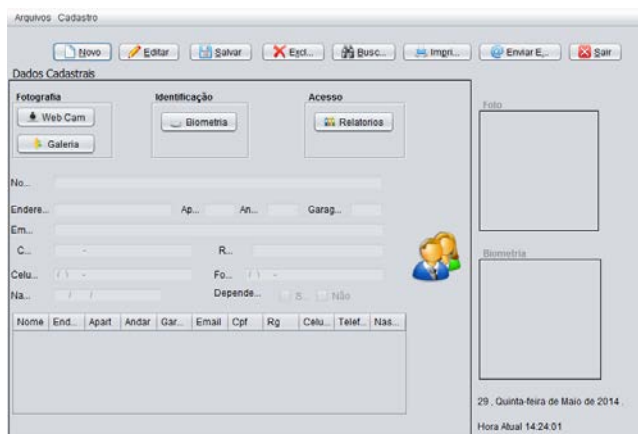 Arquivos Cadastro
Novo Editar Salvar Excl... Busc... Impri... Enviar E... Sair
Dados Cadastrais
Fotografia Identificação Acesso
Web Cam Biometria Relatorios
Galeria
Foto
No...
Endere... Ap... An... Garag...
Em...
C... - R...
Biometria
Celu... ( ) - Fo... ( ) -
Na... / / Depende... S... Não
Nome End... Apart Andar Gar... Email Cpf Rg Celu... Telef... Nas...
29 , Quinta-feira de Maio de 2014 .
Hora Atual 14:24:01